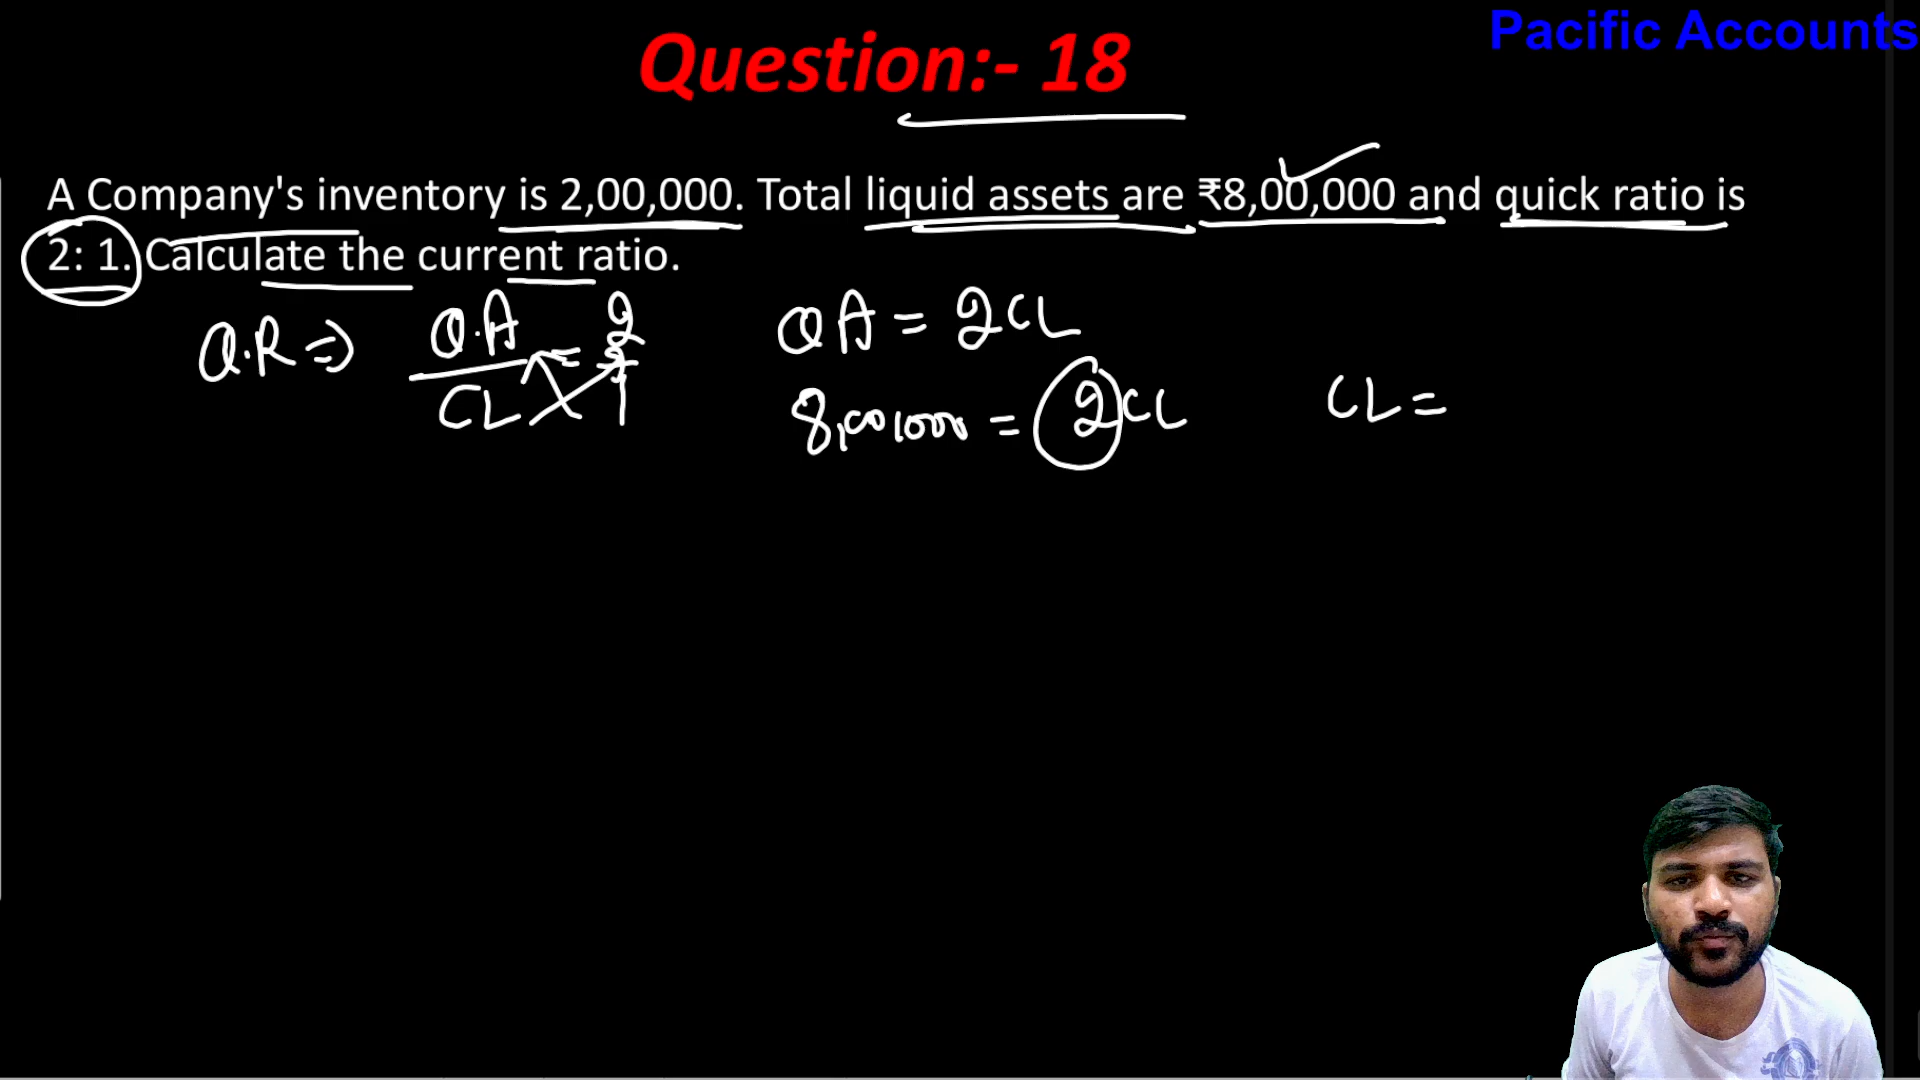 Pacific Accounts
Question:- 18
A Company's inventory is 2,00,000. Total liquid assets are ₹8,00,000 and quick ratio is
2: 1. Calculate the current ratio.
Q.R ⇒ Q.A / CL = 2 / 1
QA = 2CL
8,00,000 = 2CL
CL =